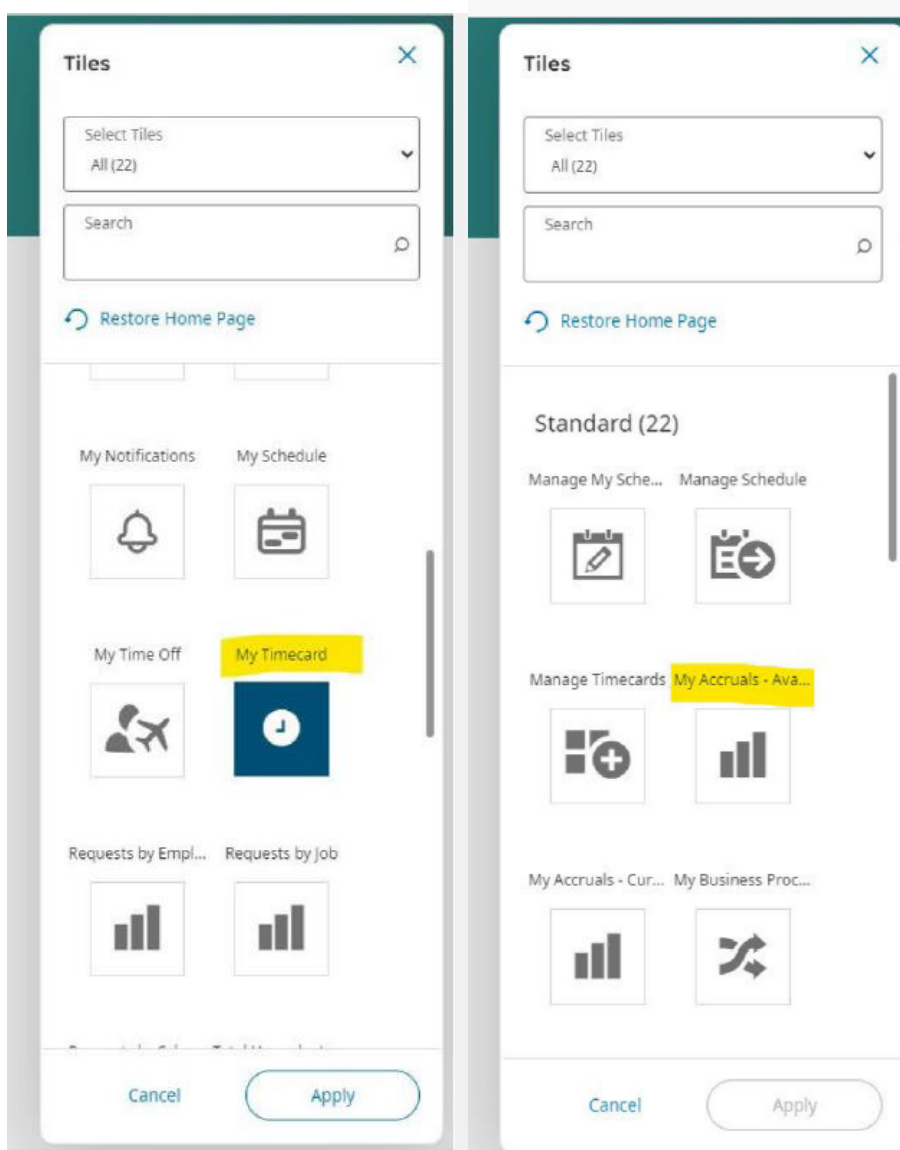 Tiles
Select Tiles
All (22)
Search
Restore Home Page
My Notifications My Schedule
My Time Off My Timecard
Requests by Empl... Requests by Job
Cancel Apply
Tiles
Select Tiles
All (22)
Search
Restore Home Page
Standard (22)
Manage My Sche... Manage Schedule
Manage Timecards My Accruals - Ava...
My Accruals - Cur... My Business Proc...
Cancel Apply